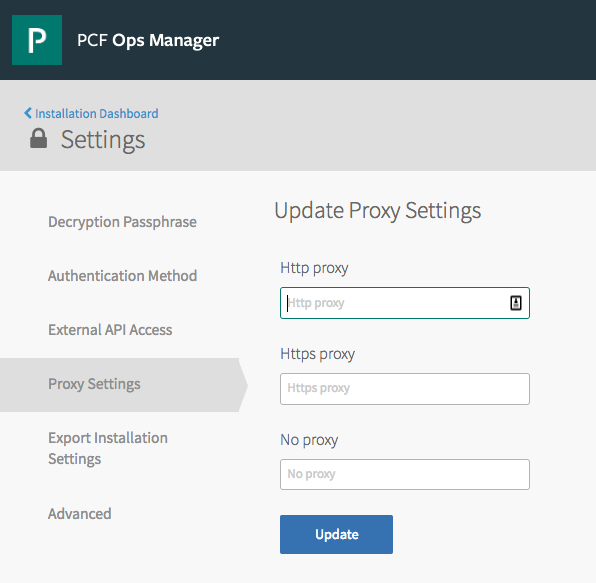 P
PCF Ops Manager
Installation Dashboard
Settings
Decryption Passphrase
Authentication Method
External API Access
Proxy Settings
Export Installation
Settings
Advanced
Update Proxy Settings
Http proxy
Http proxy
Https proxy
Https proxy
No proxy
No proxy
Update